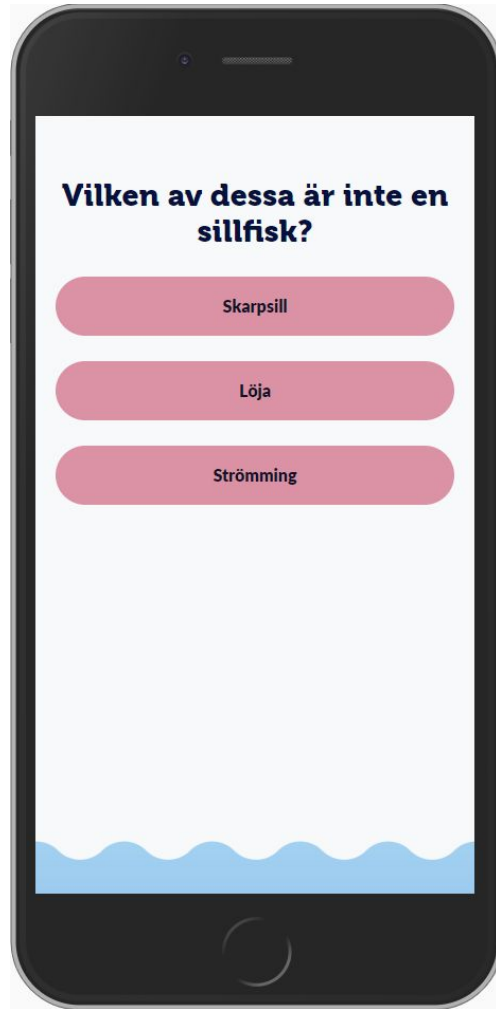 Vilken av dessa är inte en
sillfisk?
Skarpsill
Löja
Strömming